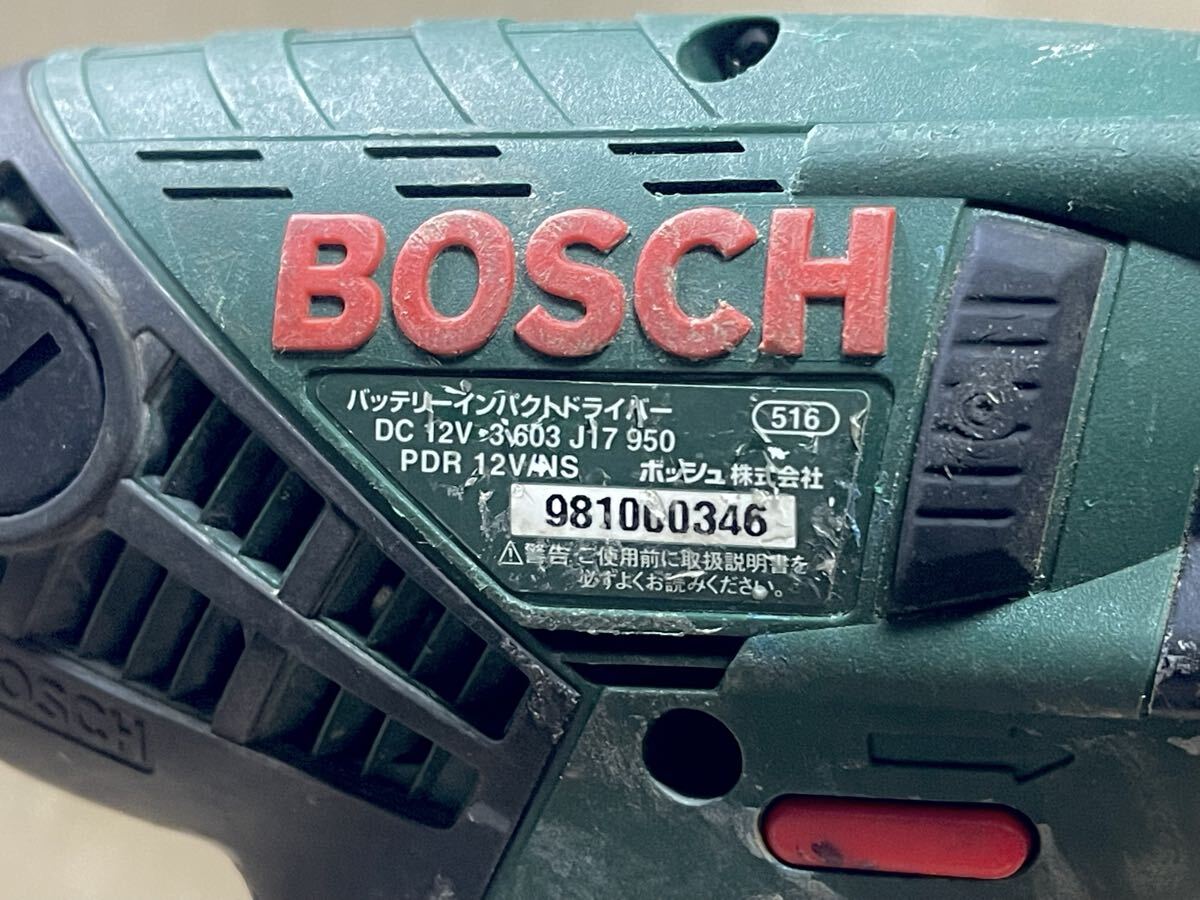 BOSCH
バッテリーインパクトドライバー
516
DC 12V 3 603 J17 950
PDR 12V/NS ボッシュ株式会社
981000346
⚠警告 ご使用前に取扱説明書を
必ずよくお読みください。
BOSCH